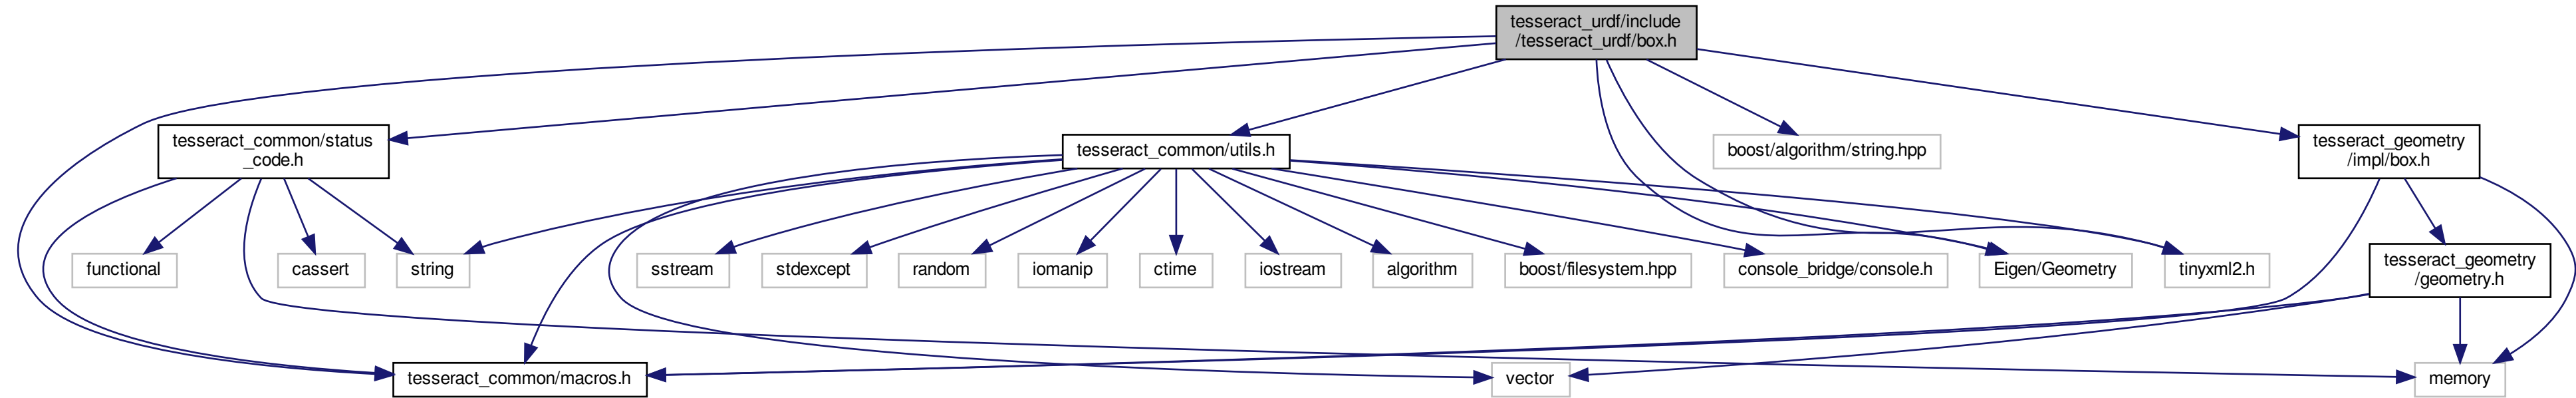 tesseract_urdf/include
/tesseract_urdf/box.h
tesseract_common/status
_code.h
tesseract_common/utils.h
boost/algorithm/string.hpp
tesseract_geometry
/impl/box.h
functional
cassert
string
sstream
stdexcept
random
iomanip
ctime
iostream
algorithm
boost/filesystem.hpp
console_bridge/console.h
Eigen/Geometry
tinyxml2.h
tesseract_geometry
/geometry.h
tesseract_common/macros.h
vector
memory